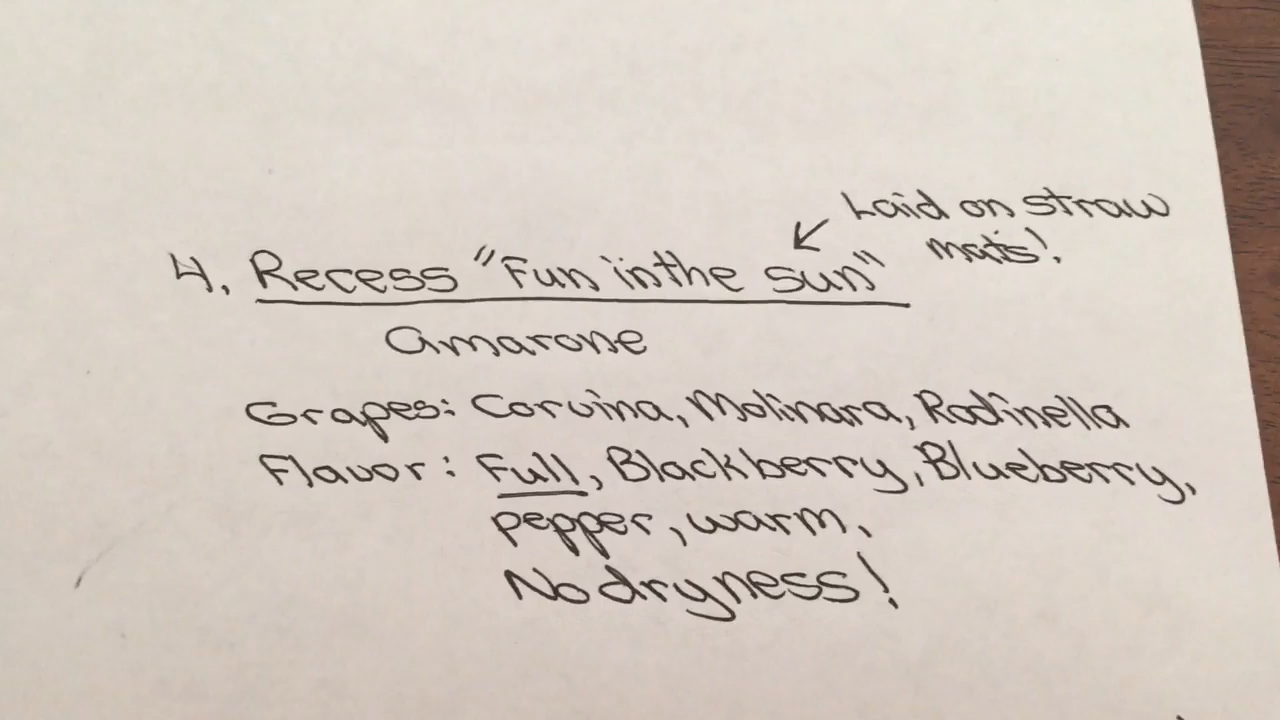 Laid on straw
mats!
4. Recess "Fun in the sun"
Amarone
Grapes: Corvina, Molinara, Rodinella
Flavor: Full, Blackberry, Blueberry,
pepper, warm,
No dryness!